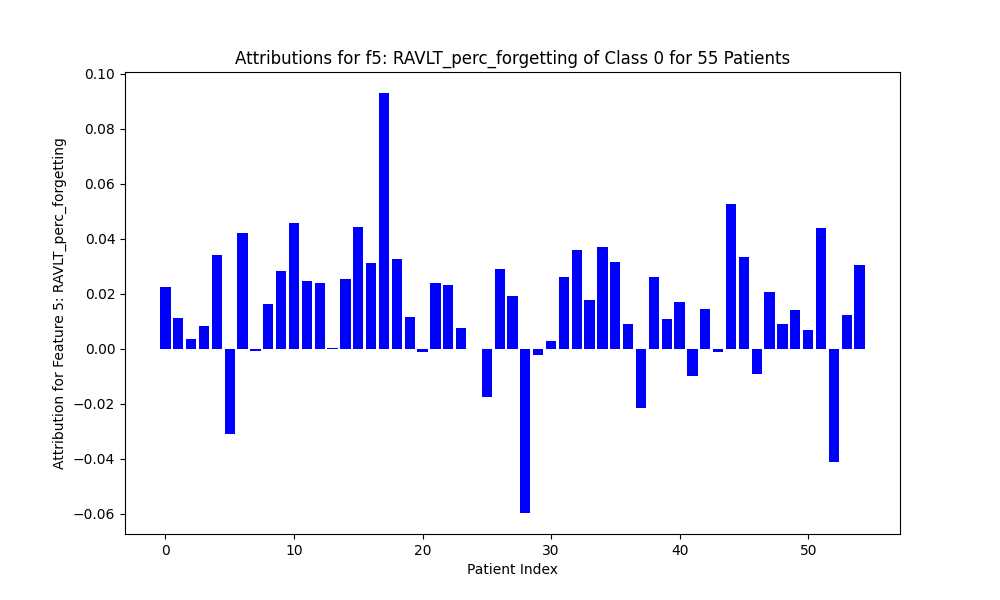 Attributions for f5: RAVLT_perc_forgetting of Class 0 for 55 Patients
Attribution for Feature 5: RAVLT_perc_forgetting
0.10
0.08
0.06
0.04
0.02
0.00
−0.02
−0.04
−0.06
0 10 20 30 40 50
Patient Index